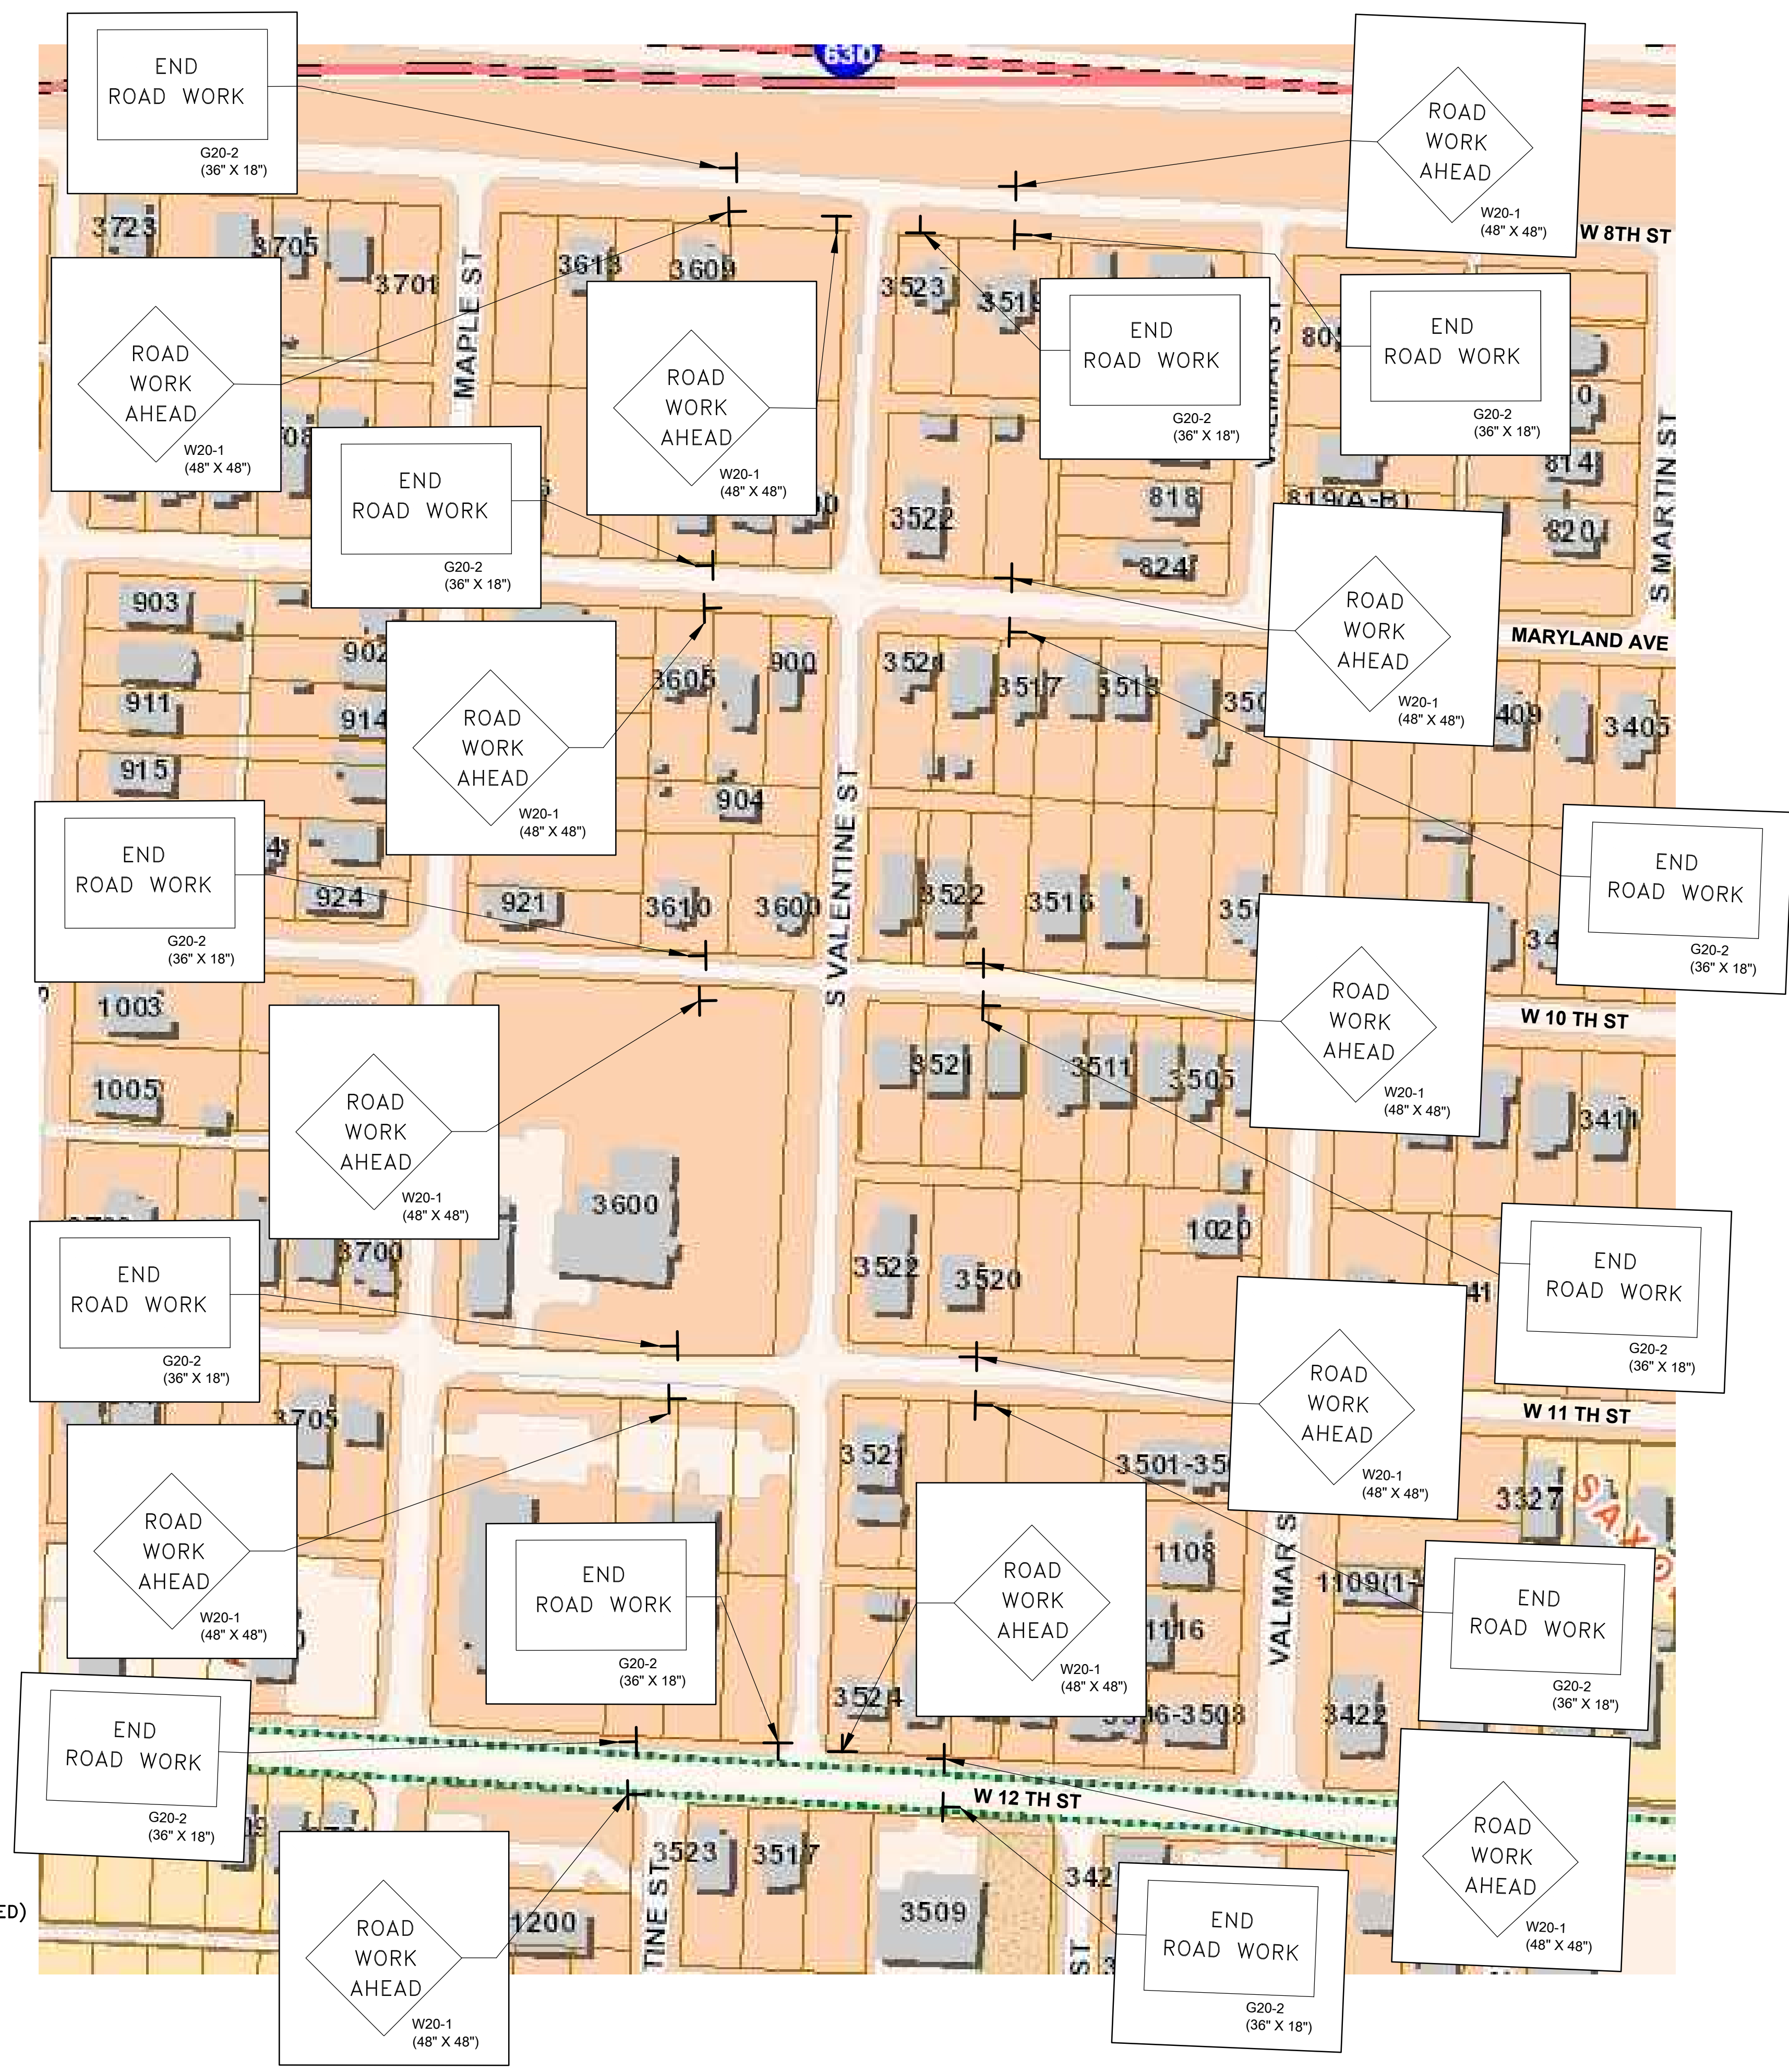 630
END
ROAD WORK
G20-2
(36" X 18")
ROAD
WORK
AHEAD
W20-1
(48" X 48")
W 8TH ST
3723
3705
3701
3613
3609
3523
MAPLE ST
ROAD
WORK
AHEAD
W20-1
(48" X 48")
ROAD
WORK
AHEAD
W20-1
(48" X 48")
END
ROAD WORK
G20-2
(36" X 18")
END
ROAD WORK
G20-2
(36" X 18")
END
ROAD WORK
G20-2
(36" X 18")
814
818
819(A-B)
820
824
3522
S MARTIN ST
ROAD
WORK
AHEAD
W20-1
(48" X 48")
MARYLAND AVE
903
902
911
914
915
3605
900
904
3521
3517
3513
3409
3405
ROAD
WORK
AHEAD
W20-1
(48" X 48")
S VALENTINE ST
END
ROAD WORK
G20-2
(36" X 18")
END
ROAD WORK
G20-2
(36" X 18")
924
921
3610
3600
3522
3516
ROAD
WORK
AHEAD
W20-1
(48" X 48")
W 10 TH ST
1003
1005
3521
3511
3505
3411
ROAD
WORK
AHEAD
W20-1
(48" X 48")
3600
1020
3522
3520
3700
END
ROAD WORK
G20-2
(36" X 18")
END
ROAD WORK
G20-2
(36" X 18")
ROAD
WORK
AHEAD
W20-1
(48" X 48")
W 11 TH ST
3705
3521
3327
ROAD
WORK
AHEAD
W20-1
(48" X 48")
END
ROAD WORK
G20-2
(36" X 18")
ROAD
WORK
AHEAD
W20-1
(48" X 48")
1108
1116
VALMAR S
END
ROAD WORK
G20-2
(36" X 18")
3422
END
ROAD WORK
G20-2
(36" X 18")
W 12 TH ST
ROAD
WORK
AHEAD
W20-1
(48" X 48")
3523
3517
3509
1200
TINE ST
ST
ED)
ROAD
WORK
AHEAD
W20-1
(48" X 48")
END
ROAD WORK
G20-2
(36" X 18")